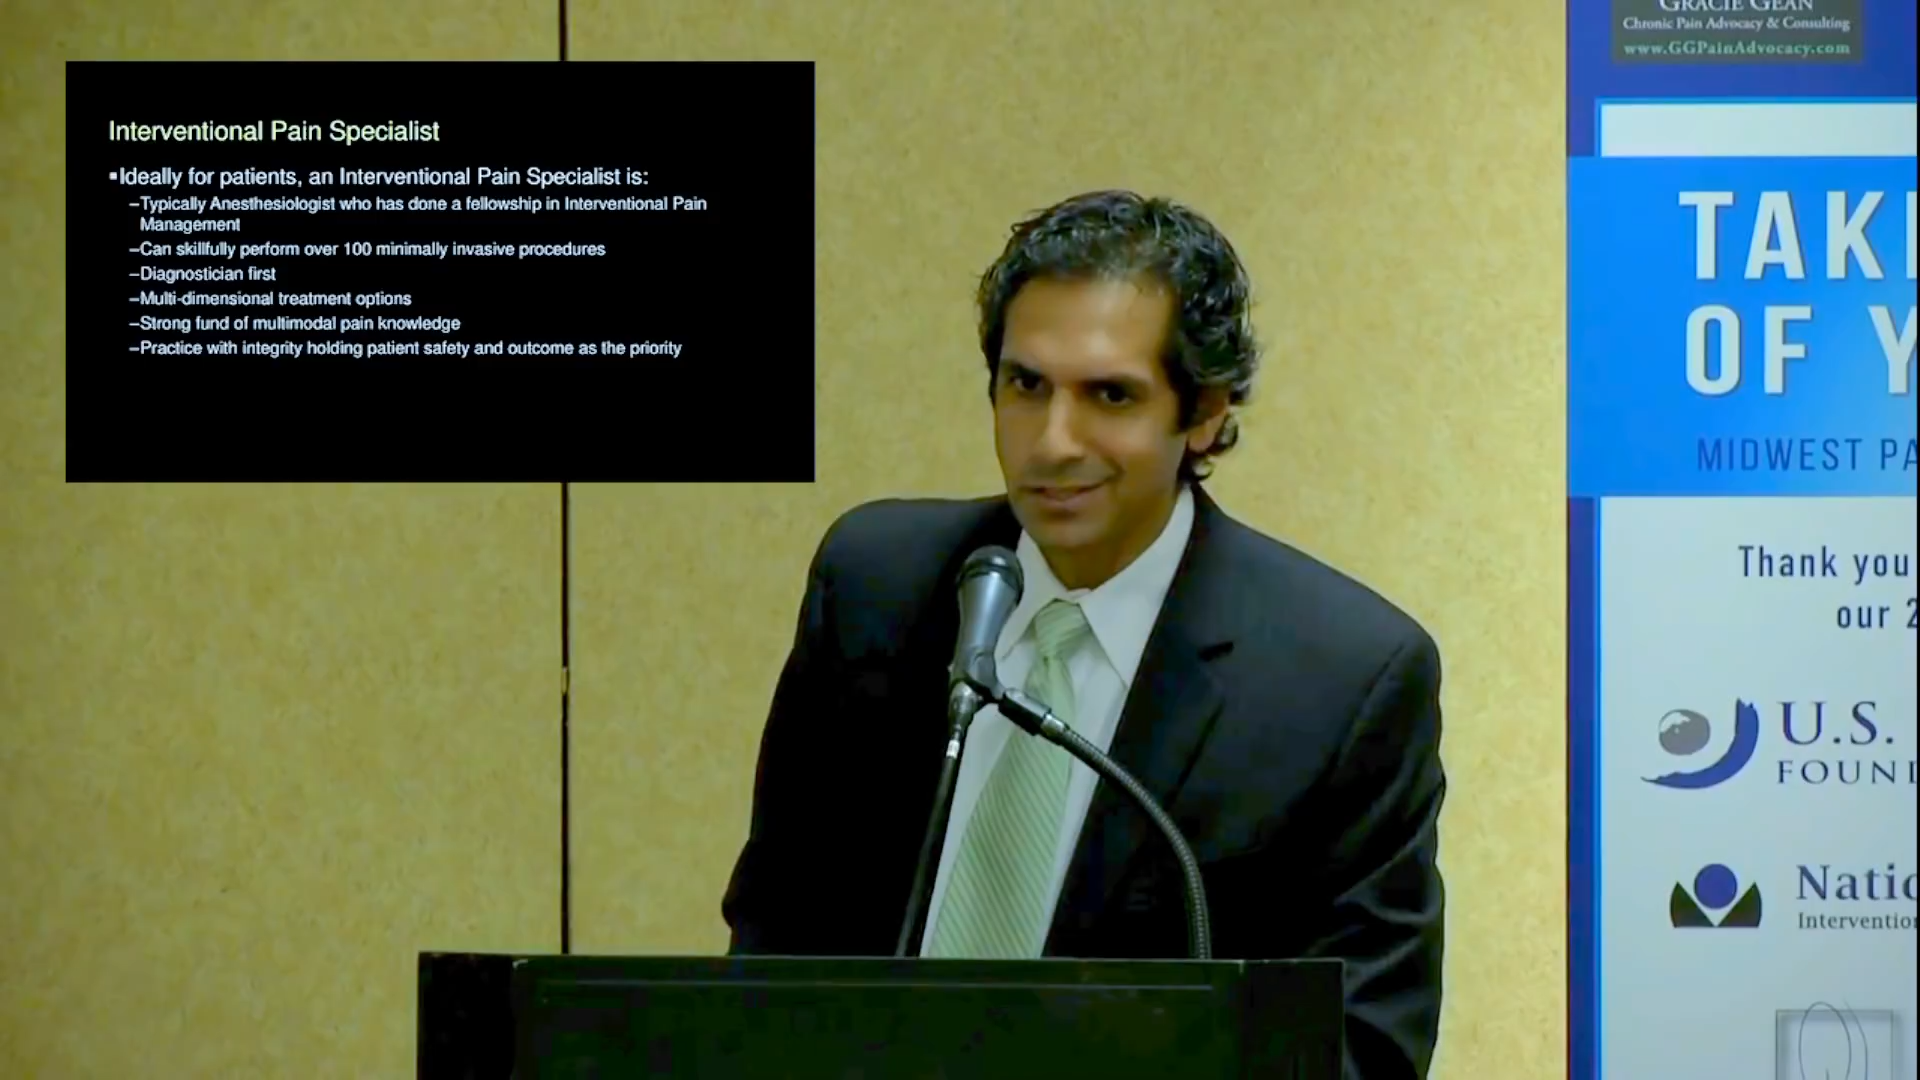 Interventional Pain Specialist
▪Ideally for patients, an Interventional Pain Specialist is:
–Typically Anesthesiologist who has done a fellowship in Interventional Pain
Management
–Can skillfully perform over 100 minimally invasive procedures
–Diagnostician first
–Multi-dimensional treatment options
–Strong fund of multimodal pain knowledge
–Practice with integrity holding patient safety and outcome as the priority
GRACIE GEAN
Chronic Pain Advocacy & Consulting
www.GGPainAdvocacy.com
TAK
OF Y
MIDWEST PA
Thank you
our 2
U.S.
FOUN
Natio
Interventio